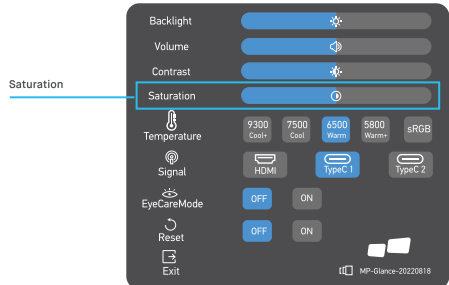 Backlight
Volume
Contrast
Saturation
Saturation
Temperature
9300 Cool+
7500 Cool
6500 Warm
5800 Warm+
sRGB
Signal
HDMI
TypeC 1
TypeC 2
EyeCareMode
OFF
ON
Reset
OFF
ON
Exit
MP-Glance-20220818